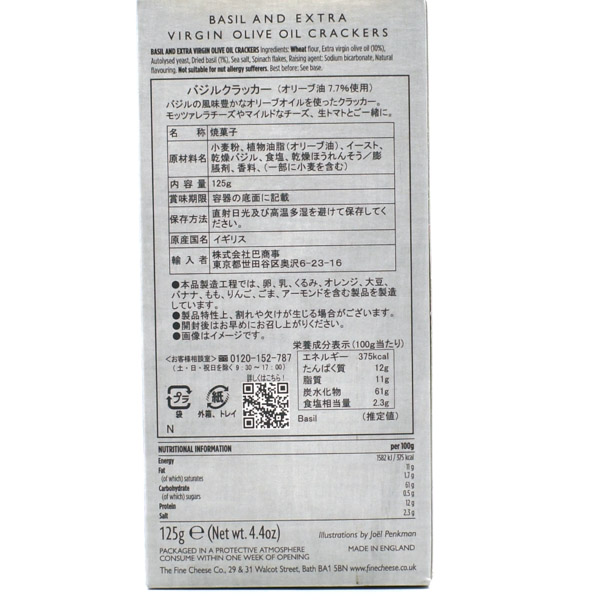 BASIL AND EXTRA
VIRGIN OLIVE OIL CRACKERS
BASIL AND EXTRA VIRGIN OLIVE OIL CRACKERS Ingredients: Wheat flour, Extra virgin olive oil (10%),
Autolysed yeast, Dried basil (1%), Sea salt, Spinach flakes, Raising agent: Sodium bicarbonate, Natural
flavouring. Not suitable for nut allergy sufferers. Best before: See base.
バジルクラッカー （オリーブ油 7.7%使用）
バジルの風味豊かなオリーブオイルを使ったクラッカー。
モッツァレラチーズやマイルドなチーズ、生トマトとご一緒に。
名 称 焼菓子
原材料名 小麦粉、植物油脂（オリーブ油）、イースト、
乾燥バジル、食塩、乾燥ほうれんそう／膨
脹剤、香料、（一部に小麦を含む）
内 容 量 125g
賞味期限 容器の底面に記載
保存方法 直射日光及び高温多湿を避けて保存してく
ださい。
原産国名 イギリス
輸 入 者 株式会社巴商事
東京都世田谷区奥沢6-23-16
●本品製造工程では、卵、乳、くるみ、オレンジ、大豆、
バナナ、もも、りんご、ごま、アーモンドを含む製品を製造
しています。
●製品特性上、割れや欠けが生じる場合がございます。
●開封後はお早めにお召し上がりください。
●画像はイメージです。
＜お客様相談室＞ 0120-152-787
（土・日・祝日を除く 9：30 〜 17：00）
詳しくはこちら！
プラ 紙
袋 外箱、トレイ
N
栄養成分表示（100g当たり）
エネルギー 375kcal
たんぱく質 12g
脂質 11g
炭水化物 61g
食塩相当量 2.3g
Basil （推定値）
NUTRITIONAL INFORMATION per 100g
Energy 1582 kJ / 375 kcal
Fat 11 g
(of which) saturates 1.7 g
Carbohydrate 61 g
(of which) sugars 0.5 g
Protein 12 g
Salt 2.3 g
125g ℮ (Net wt. 4.4oz) Illustrations by Joël Penkman
PACKAGED IN A PROTECTIVE ATMOSPHERE MADE IN ENGLAND
CONSUME WITHIN ONE WEEK OF OPENING
The Fine Cheese Co., 29 & 31 Walcot Street, Bath BA1 5BN www.finecheese.co.uk